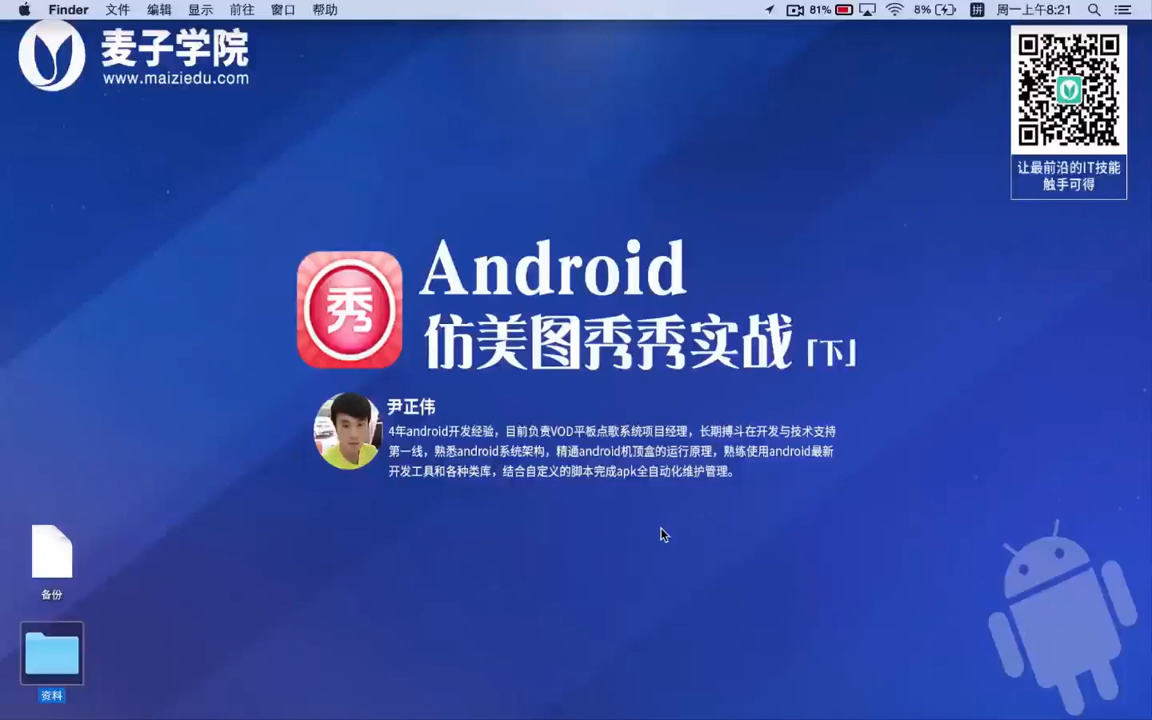 Finder 文件 编辑 显示 前往 窗口 帮助 81% 8% 拼 周一上午8:21
麦子学院
www.maiziedu.com
让最前沿的IT技能
触手可得
秀
Android
仿美图秀秀实战「下」
尹正伟
4年android开发经验，目前负责VOD平板点歌系统项目经理，长期搏斗在开发与技术支持
第一线，熟悉android系统架构，精通android机顶盒的运行原理，熟练使用android最新
开发工具和各种类库，结合自定义的脚本完成apk全自动化维护管理。
备份
资料